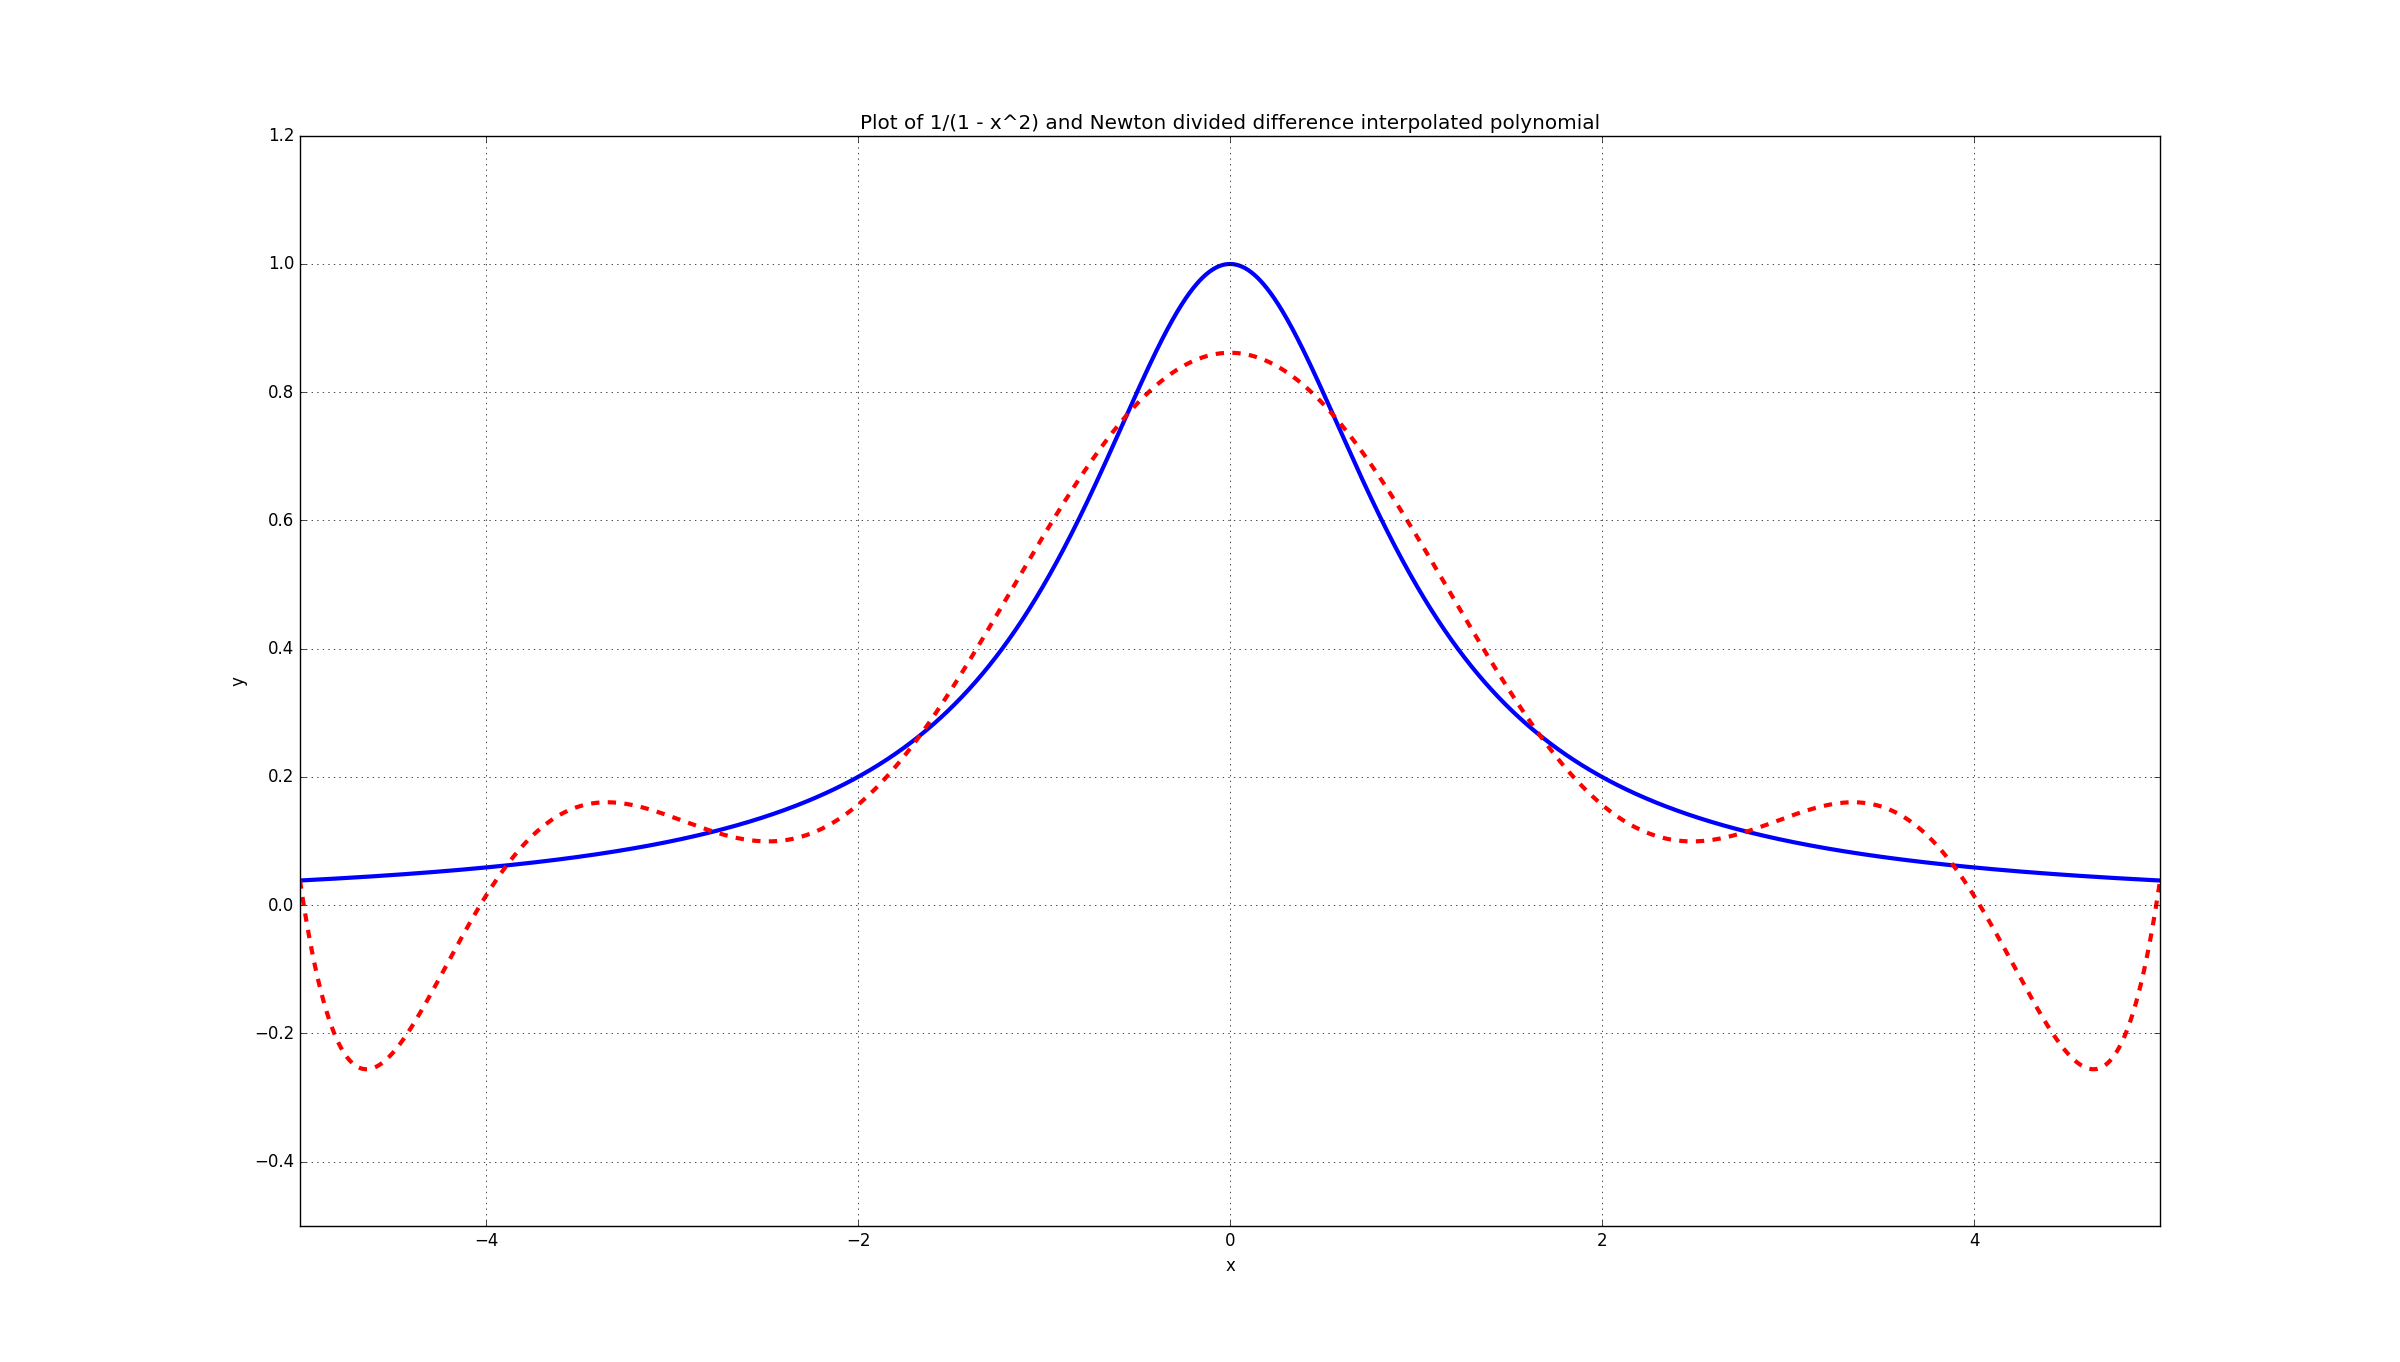 Plot of 1/(1 - x^2) and Newton divided difference interpolated polynomial
1.2
1.0
0.8
0.6
0.4
y
0.2
0.0
−0.2
−0.4
−4 −2 0 2 4
x